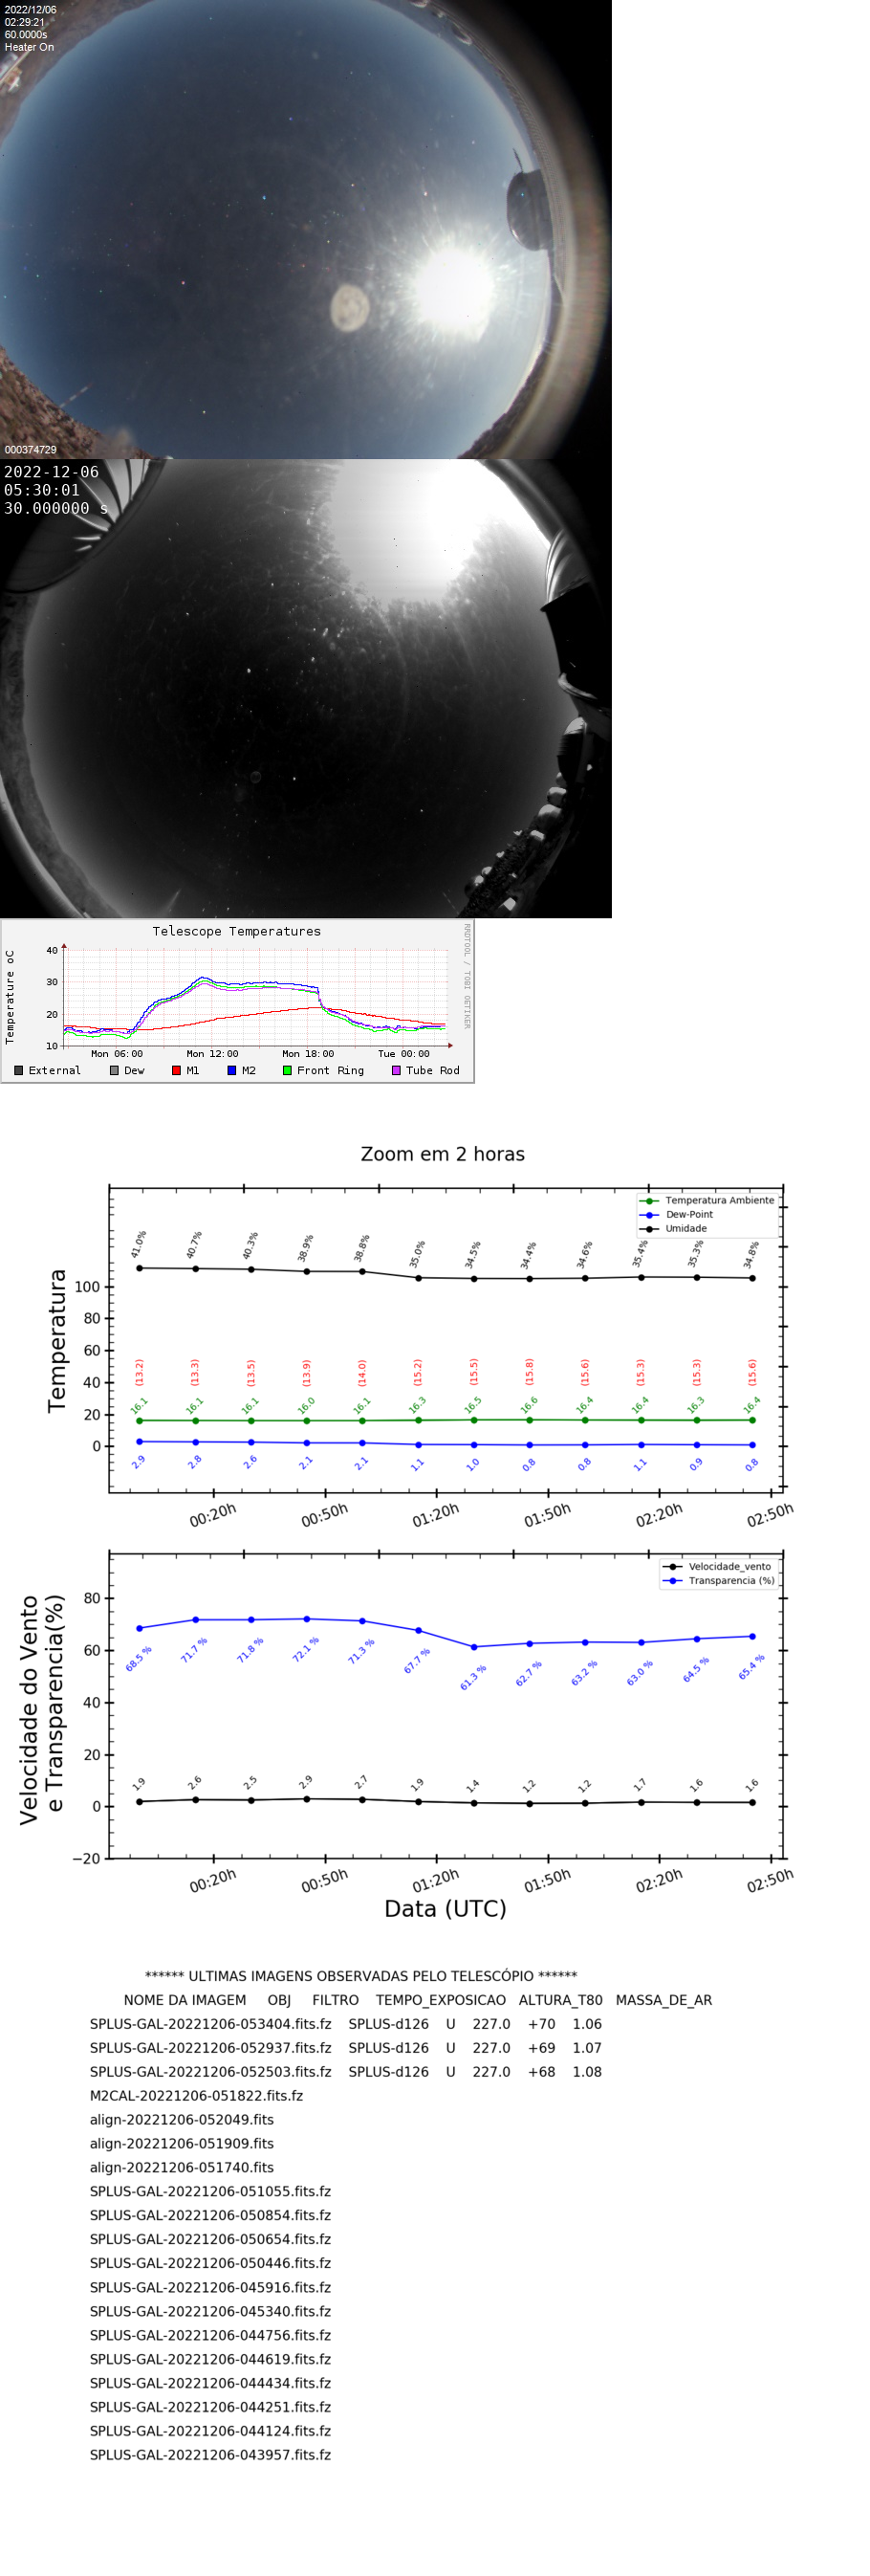 2022/12/06
02:29:21
60.0000s
Heater On
000374729
2022-12-06
05:30:01
30.000000 s
Telescope Temperatures
RRDTOOL / TOBI OETIKER
Temperature oC
40
30
20
10
Mon 06:00 Mon 12:00 Mon 18:00 Tue 00:00
External Dew M1 M2 Front Ring Tube Rod
Zoom em 2 horas
Temperatura Ambiente
Dew-Point
Umidade
Temperatura
41.0% 40.7% 40.3% 38.9% 38.8% 35.0% 34.5% 34.4% 34.6% 35.4% 35.3% 34.8%
100
80
60
40
20
0
(13.2) (13.3) (13.5) (13.9) (14.0) (15.2) (15.5) (15.8) (15.6) (15.3) (15.3) (15.6)
16.1 16.1 16.1 16.0 16.1 16.3 16.5 16.6 16.4 16.4 16.3 16.4
2.9 2.8 2.6 2.1 2.1 1.1 1.0 0.8 0.8 1.1 0.9 0.8
00:20h 00:50h 01:20h 01:50h 02:20h 02:50h
Velocidade_vento
Transparencia (%)
Velocidade do Vento
e Transparencia(%)
80
60
40
20
0
−20
68.5 % 71.7 % 71.8 % 72.1 % 71.3 % 67.7 % 61.3 % 62.7 % 63.2 % 63.0 % 64.5 % 65.4 %
1.9 2.6 2.5 2.9 2.7 1.9 1.4 1.2 1.2 1.7 1.6 1.6
00:20h 00:50h 01:20h 01:50h 02:20h 02:50h
Data (UTC)
****** ULTIMAS IMAGENS OBSERVADAS PELO TELESCÓPIO ******
NOME DA IMAGEM OBJ FILTRO TEMPO_EXPOSICAO ALTURA_T80 MASSA_DE_AR
SPLUS-GAL-20221206-053404.fits.fz SPLUS-d126 U 227.0 +70 1.06
SPLUS-GAL-20221206-052937.fits.fz SPLUS-d126 U 227.0 +69 1.07
SPLUS-GAL-20221206-052503.fits.fz SPLUS-d126 U 227.0 +68 1.08
M2CAL-20221206-051822.fits.fz
align-20221206-052049.fits
align-20221206-051909.fits
align-20221206-051740.fits
SPLUS-GAL-20221206-051055.fits.fz
SPLUS-GAL-20221206-050854.fits.fz
SPLUS-GAL-20221206-050654.fits.fz
SPLUS-GAL-20221206-050446.fits.fz
SPLUS-GAL-20221206-045916.fits.fz
SPLUS-GAL-20221206-045340.fits.fz
SPLUS-GAL-20221206-044756.fits.fz
SPLUS-GAL-20221206-044619.fits.fz
SPLUS-GAL-20221206-044434.fits.fz
SPLUS-GAL-20221206-044251.fits.fz
SPLUS-GAL-20221206-044124.fits.fz
SPLUS-GAL-20221206-043957.fits.fz